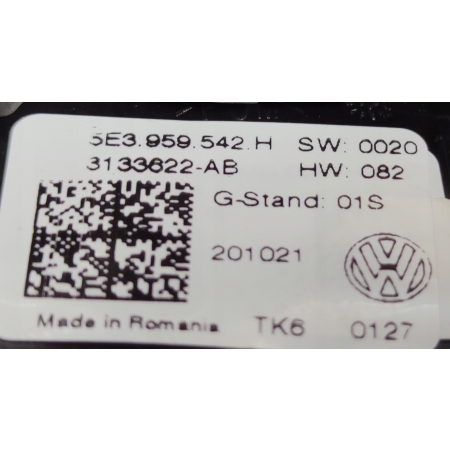 5E3.959.542.H SW: 0020
3133622-AB HW: 082
G-Stand: 01S
201021
Made in Romania TK6 0127